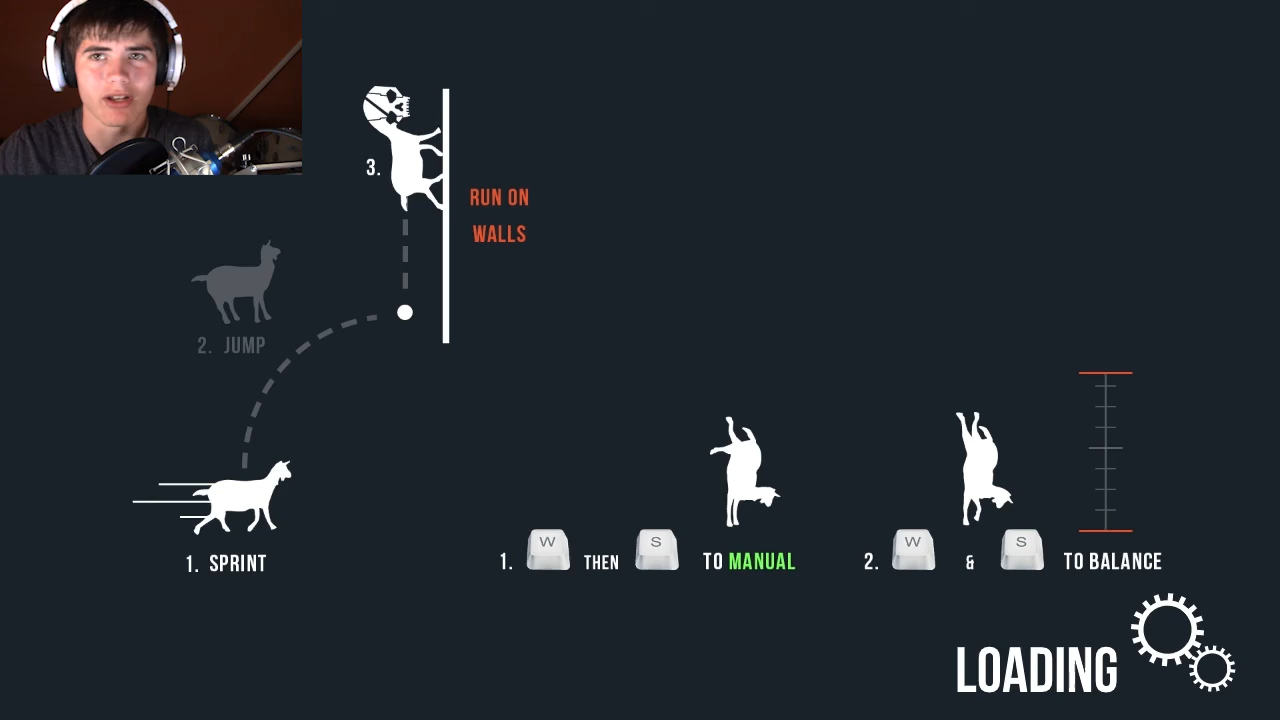 3.
RUN ON
WALLS
2. JUMP
1. SPRINT
1. W THEN S TO MANUAL
2. W & S TO BALANCE
LOADING